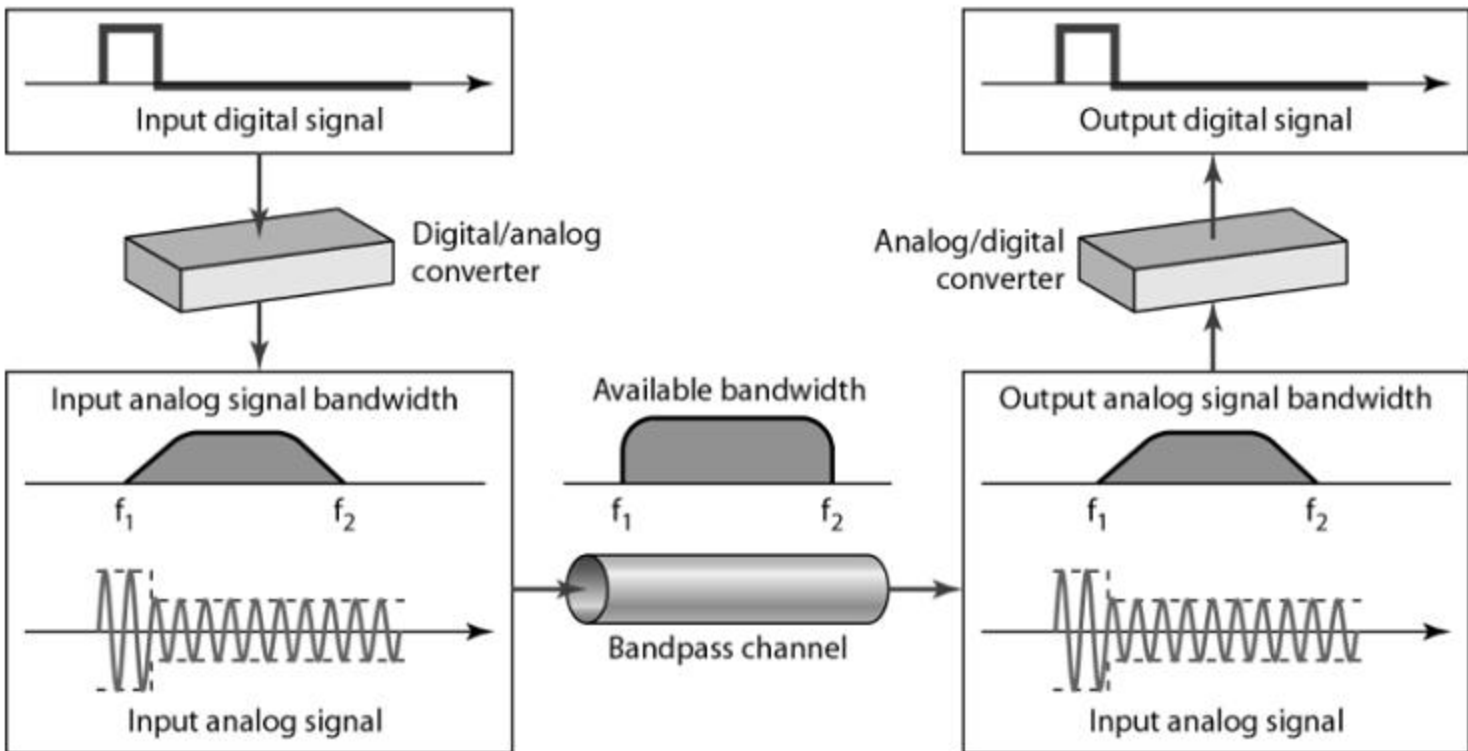 Input digital signal
Output digital signal
Digital/analog
converter
Analog/digital
converter
Input analog signal bandwidth
f₁
f₂
Input analog signal
Available bandwidth
f₁
f₂
Bandpass channel
Output analog signal bandwidth
f₁
f₂
Input analog signal